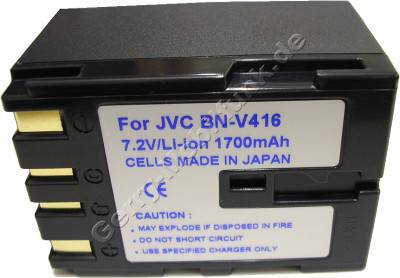 For JVC BN-V416
7.2V/Li-ion 1700mAh
CELLS MADE IN JAPAN
CE
CAUTION :
- MAY EXPLODE IF DISPOSED IN FIRE
- DO NOT SHORT CIRCUIT
- USE SPECIFIED CHARGER ONLY